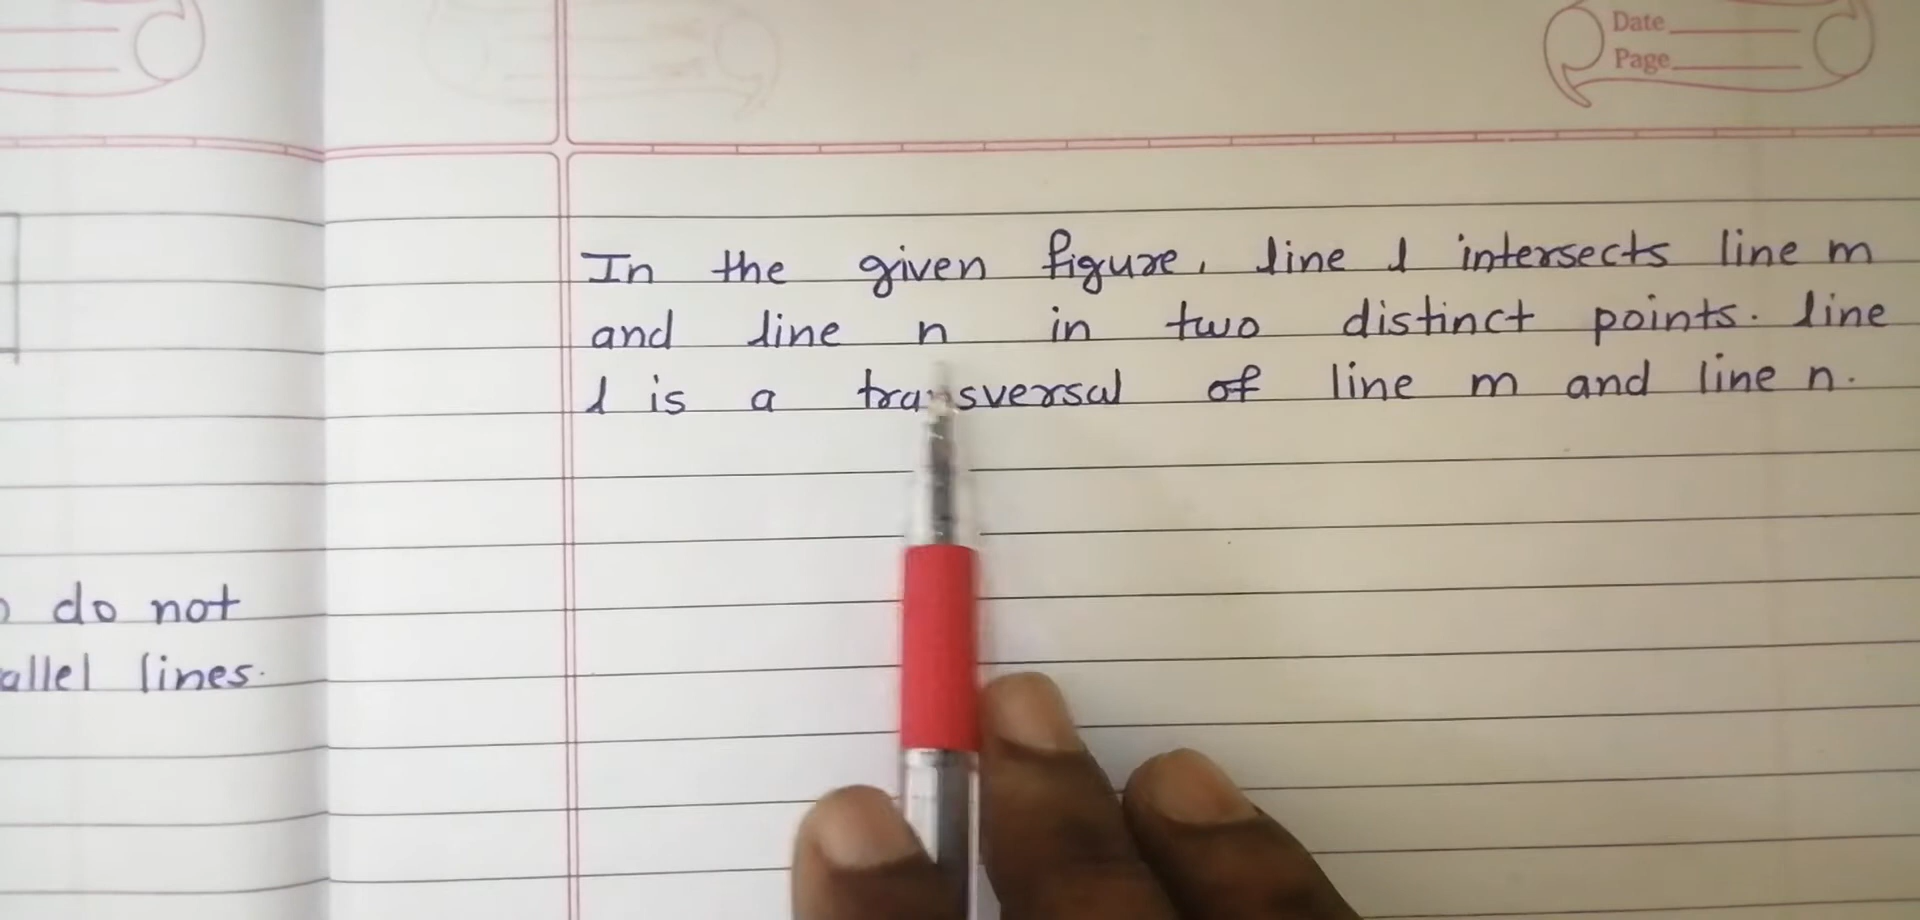 Date
Page
In the given figure, line l intersects line m
and line n in two distinct points. line
l is a transversal of line m and line n.
do not
allel lines.